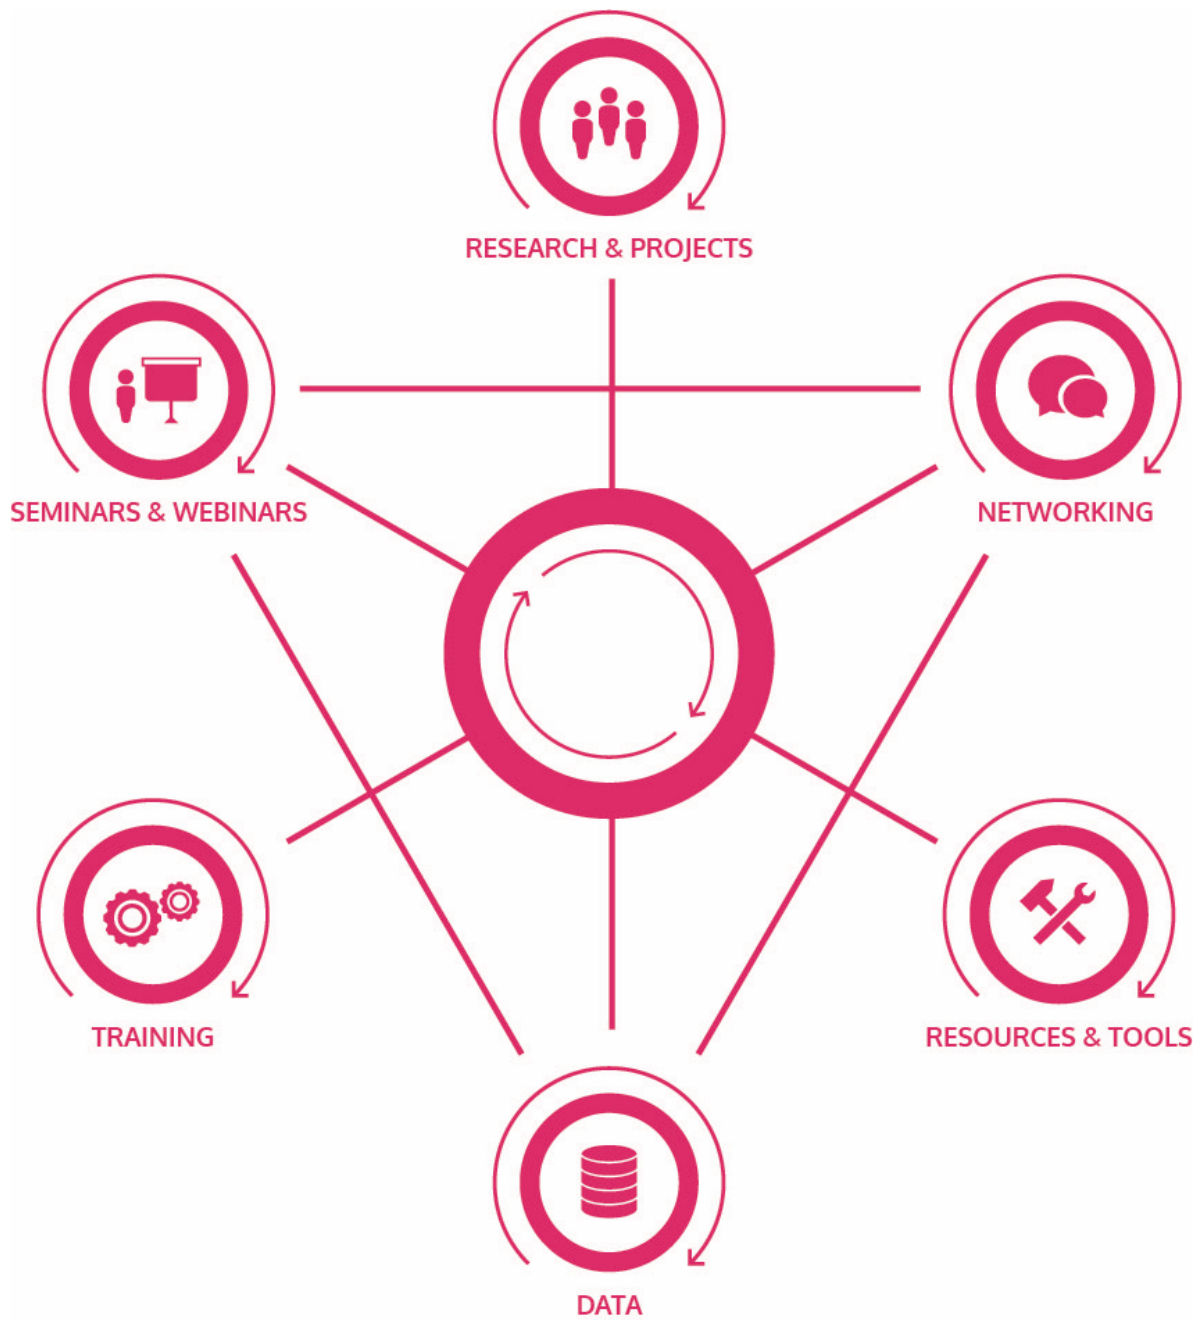 RESEARCH & PROJECTS
SEMINARS & WEBINARS
NETWORKING
TRAINING
RESOURCES & TOOLS
DATA